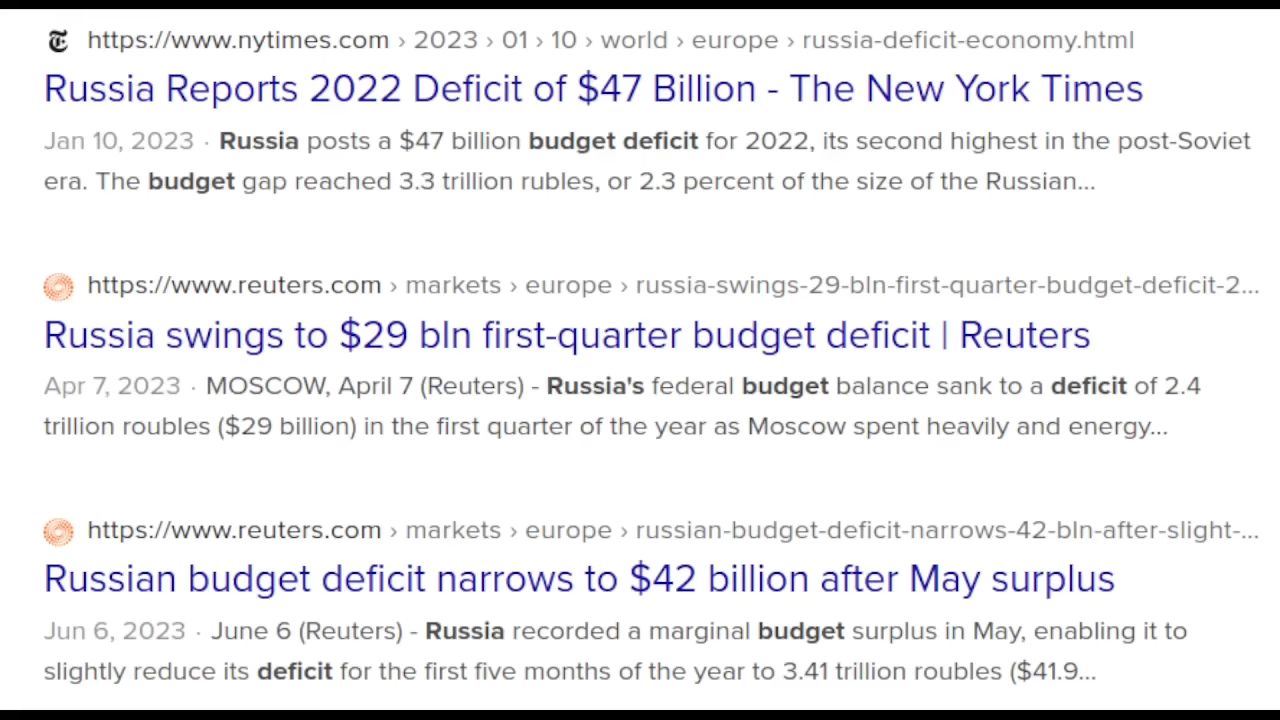 https://www.nytimes.com › 2023 › 01 › 10 › world › europe › russia-deficit-economy.html
Russia Reports 2022 Deficit of $47 Billion - The New York Times
Jan 10, 2023 · Russia posts a $47 billion budget deficit for 2022, its second highest in the post-Soviet
era. The budget gap reached 3.3 trillion rubles, or 2.3 percent of the size of the Russian...
https://www.reuters.com › markets › europe › russia-swings-29-bln-first-quarter-budget-deficit-2...
Russia swings to $29 bln first-quarter budget deficit | Reuters
Apr 7, 2023 · MOSCOW, April 7 (Reuters) - Russia's federal budget balance sank to a deficit of 2.4
trillion roubles ($29 billion) in the first quarter of the year as Moscow spent heavily and energy...
https://www.reuters.com › markets › europe › russian-budget-deficit-narrows-42-bln-after-slight-...
Russian budget deficit narrows to $42 billion after May surplus
Jun 6, 2023 · June 6 (Reuters) - Russia recorded a marginal budget surplus in May, enabling it to
slightly reduce its deficit for the first five months of the year to 3.41 trillion roubles ($41.9...